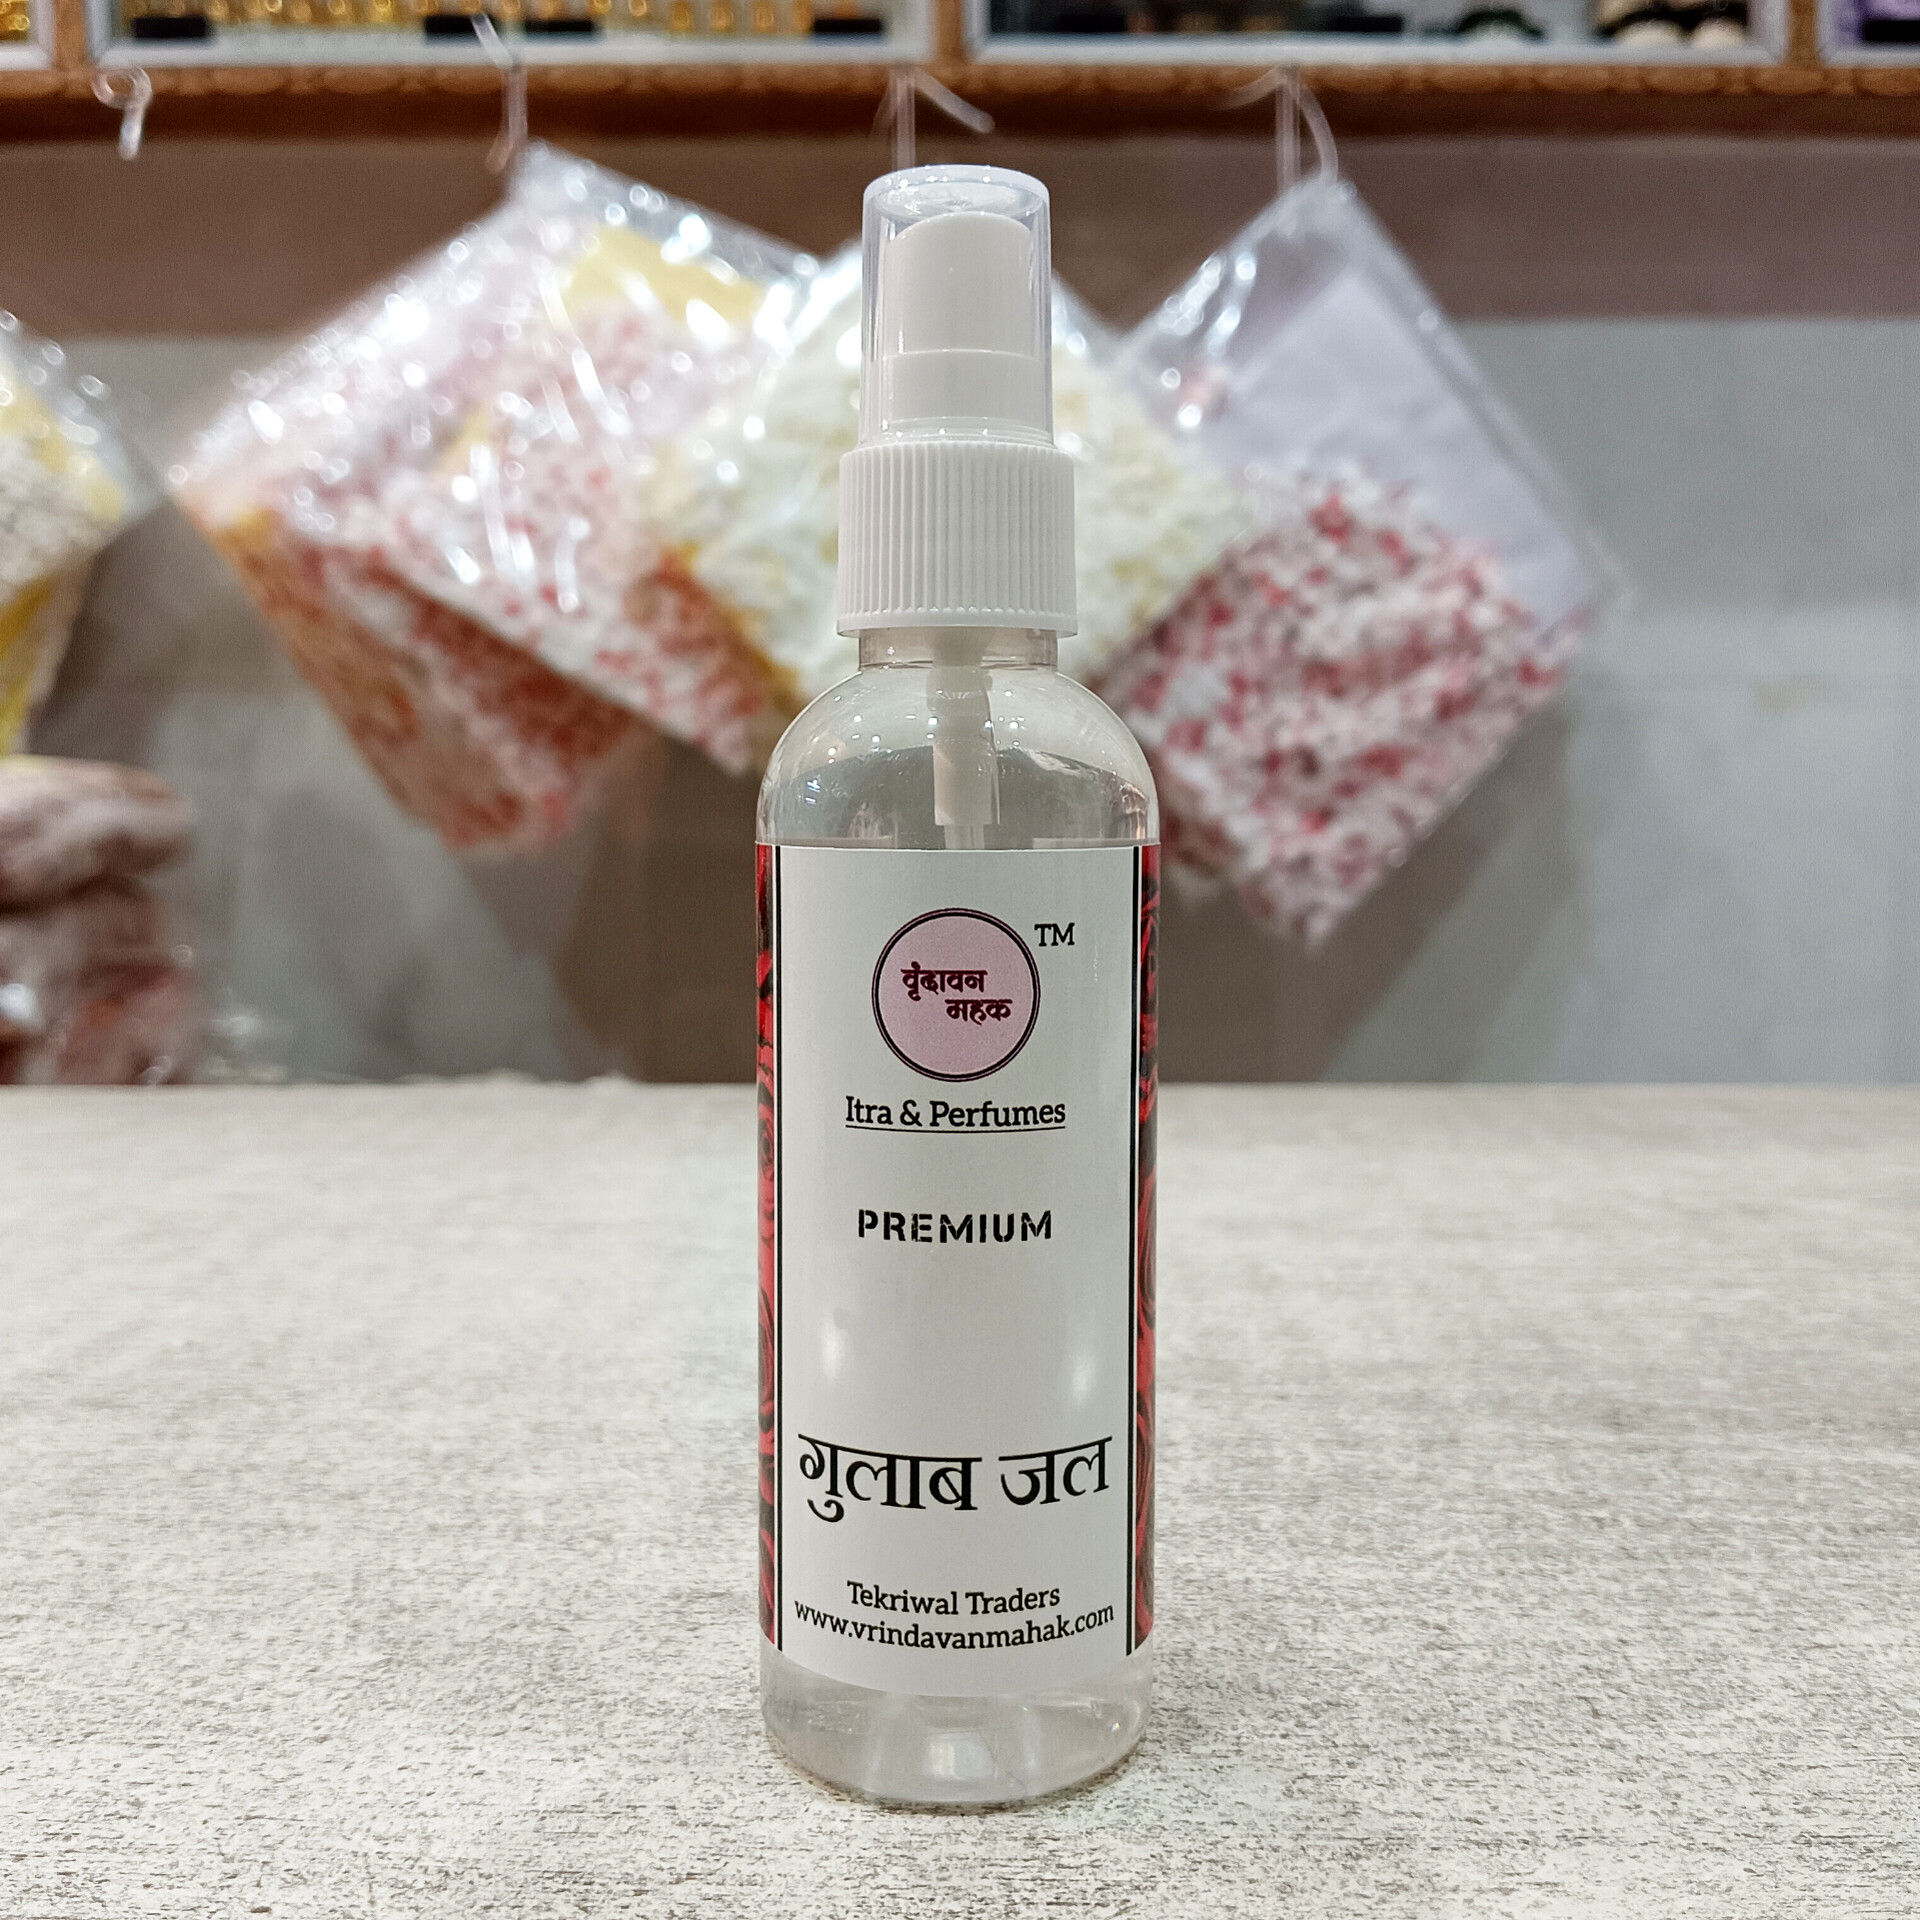 वृंदावन
महक
TM
Itra & Perfumes
PREMIUM
गुलाब जल
Tekriwal Traders
www.vrindavanmahak.com